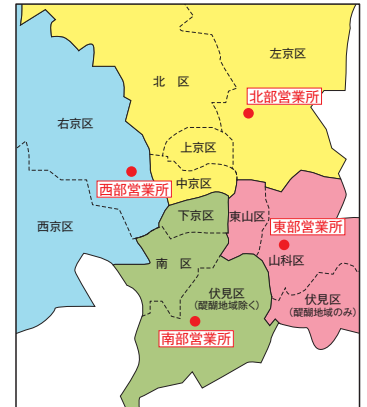 左京区
北 区
北部営業所
右京区
上京区
西部営業所
中京区
下京区
東山区
東部営業所
西京区
南 区
山科区
伏見区
(醍醐地域除く)
伏見区
(醍醐地域のみ)
南部営業所